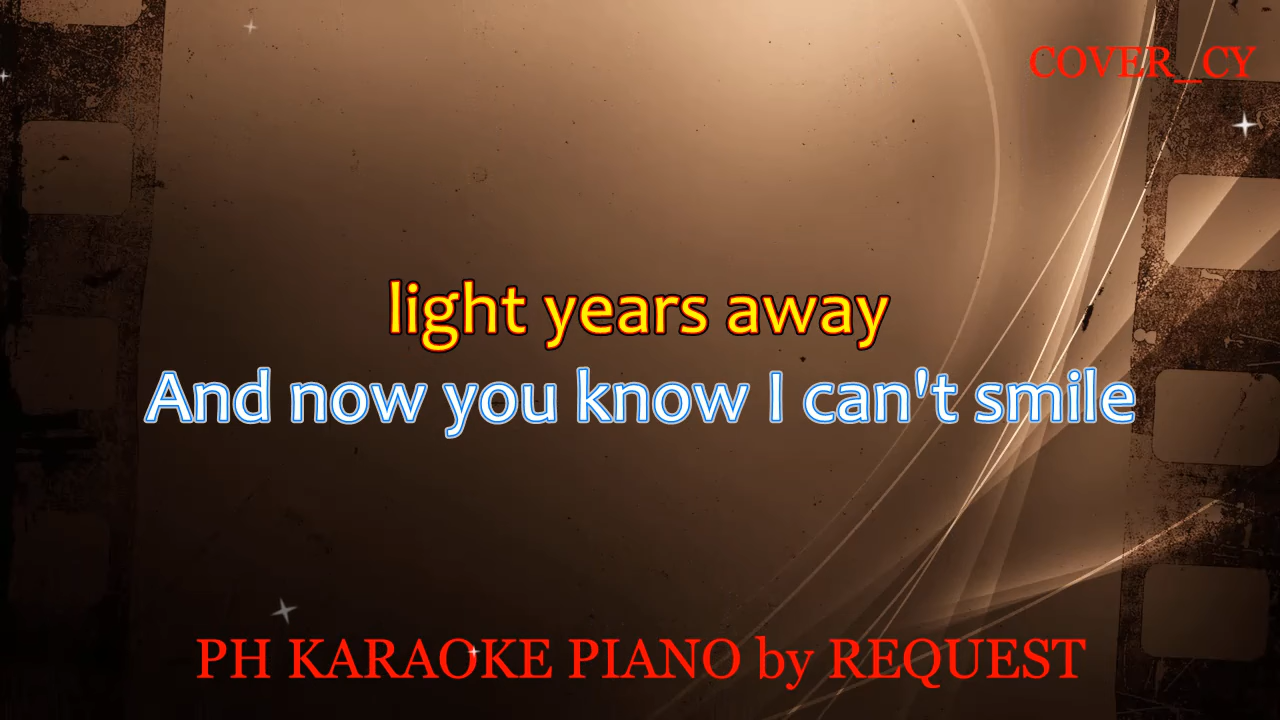 COVER_CY
light years away
And now you know I can't smile
PH KARAOKE PIANO by REQUEST